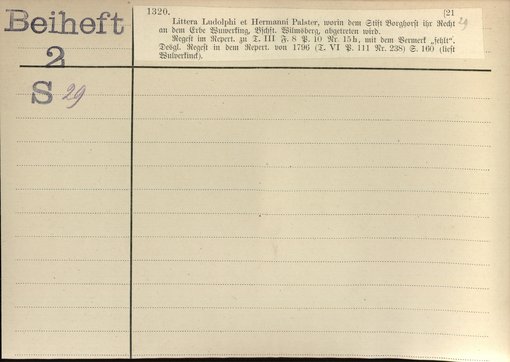 Beiheft
2
S 29
1320. [21
Littera Ludolphi et Hermanni Palster, worin dem Stift Borghorst ihr Recht 29
an dem Erbe Wuwerking, Bschft. Wilmsberg, abgetreten wird.
Regest im Repert. zu T. III F. 8 P. 10 Nr. 15h, mit dem Vermerk „fehlt“.
Desgl. Regest in dem Repert. von 1796 (T. VI P. 111 Nr. 238) S. 160 (liest
Wulverkinck).